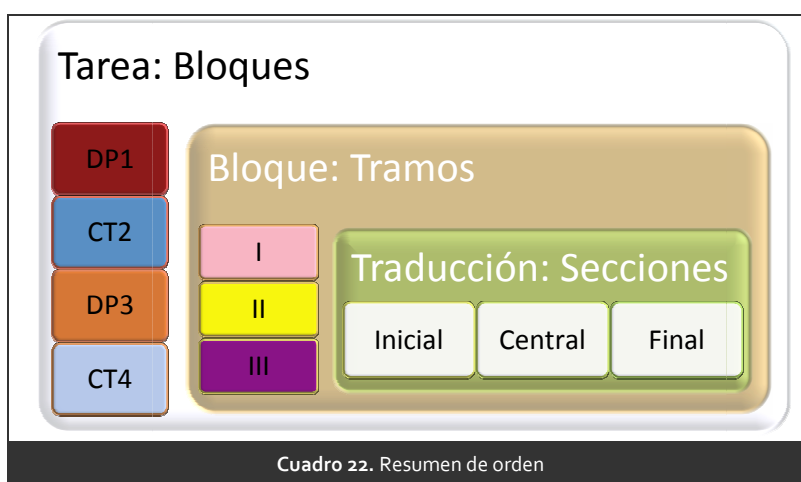 Tarea: Bloques
DP1
CT2
DP3
CT4
Bloque: Tramos
I
II
III
Traducción: Secciones
Inicial
Central
Final
Cuadro 22. Resumen de orden